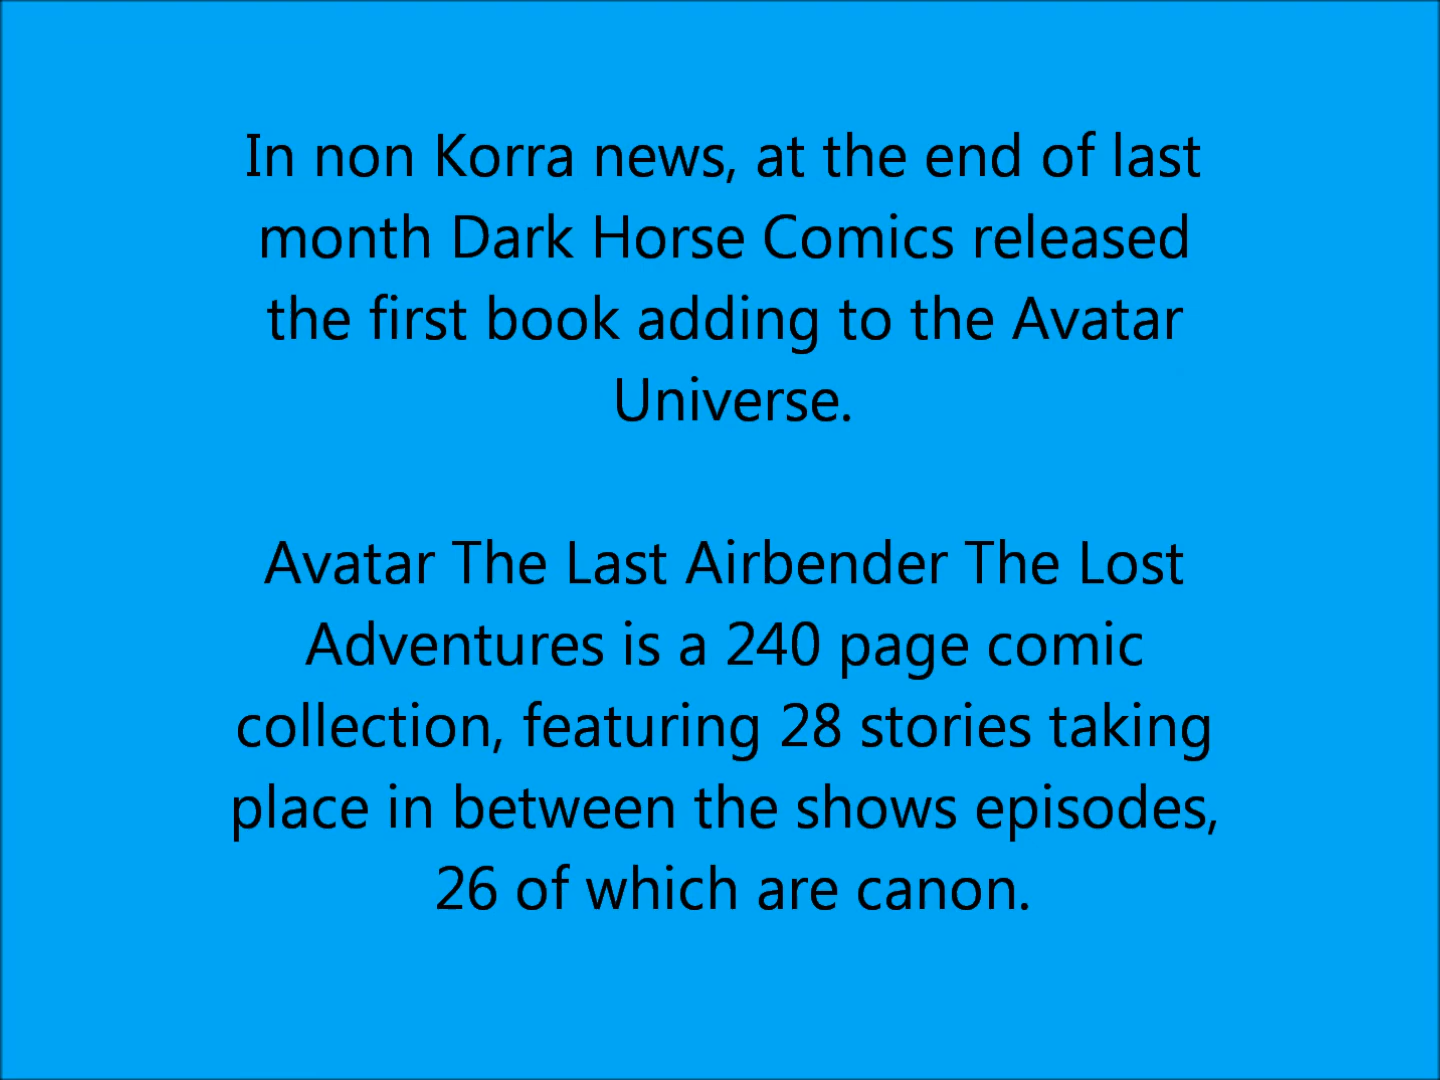 In non Korra news, at the end of last
month Dark Horse Comics released
the first book adding to the Avatar
Universe.
Avatar The Last Airbender The Lost
Adventures is a 240 page comic
collection, featuring 28 stories taking
place in between the shows episodes,
26 of which are canon.